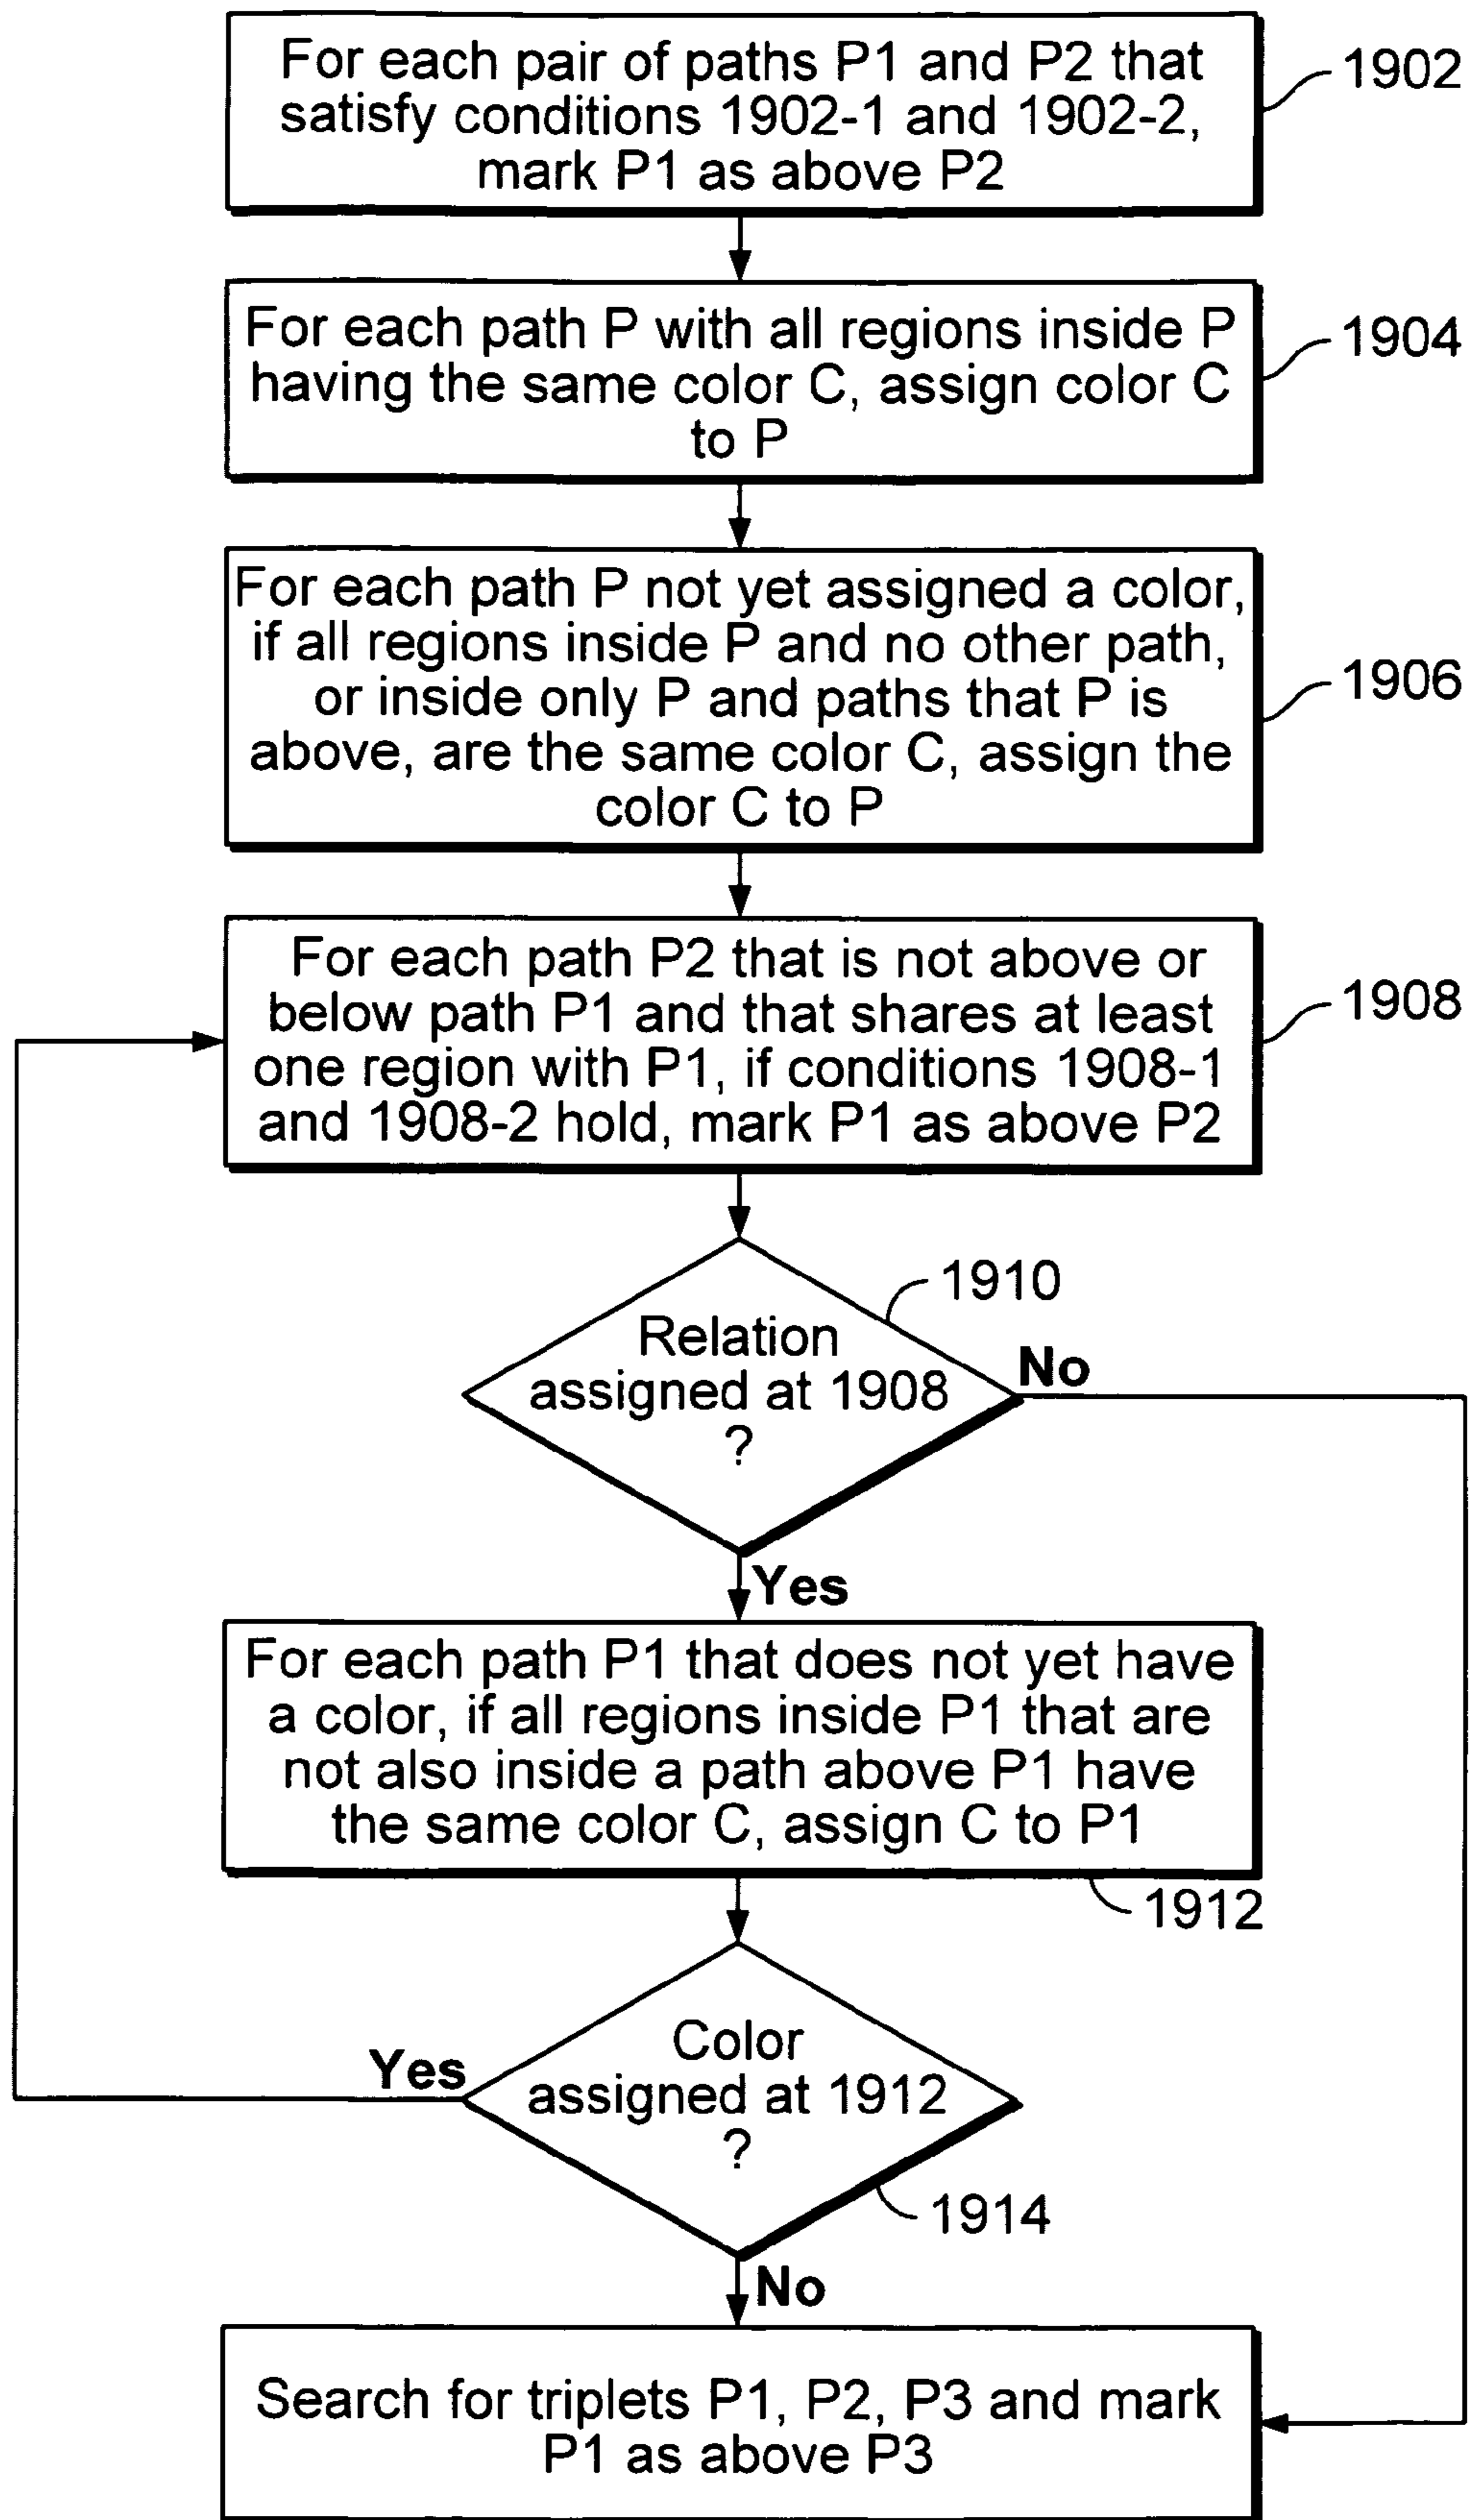 For each pair of paths P1 and P2 that
satisfy conditions 1902-1 and 1902-2,
mark P1 as above P2
1902
For each path P with all regions inside P
having the same color C, assign color C
to P
1904
For each path P not yet assigned a color,
if all regions inside P and no other path,
or inside only P and paths that P is
above, are the same color C, assign the
color C to P
1906
For each path P2 that is not above or
below path P1 and that shares at least
one region with P1, if conditions 1908-1
and 1908-2 hold, mark P1 as above P2
1908
1910
Relation
assigned at 1908
?
No
Yes
For each path P1 that does not yet have
a color, if all regions inside P1 that are
not also inside a path above P1 have
the same color C, assign C to P1
1912
Color
assigned at 1912
?
Yes
1914
No
Search for triplets P1, P2, P3 and mark
P1 as above P3